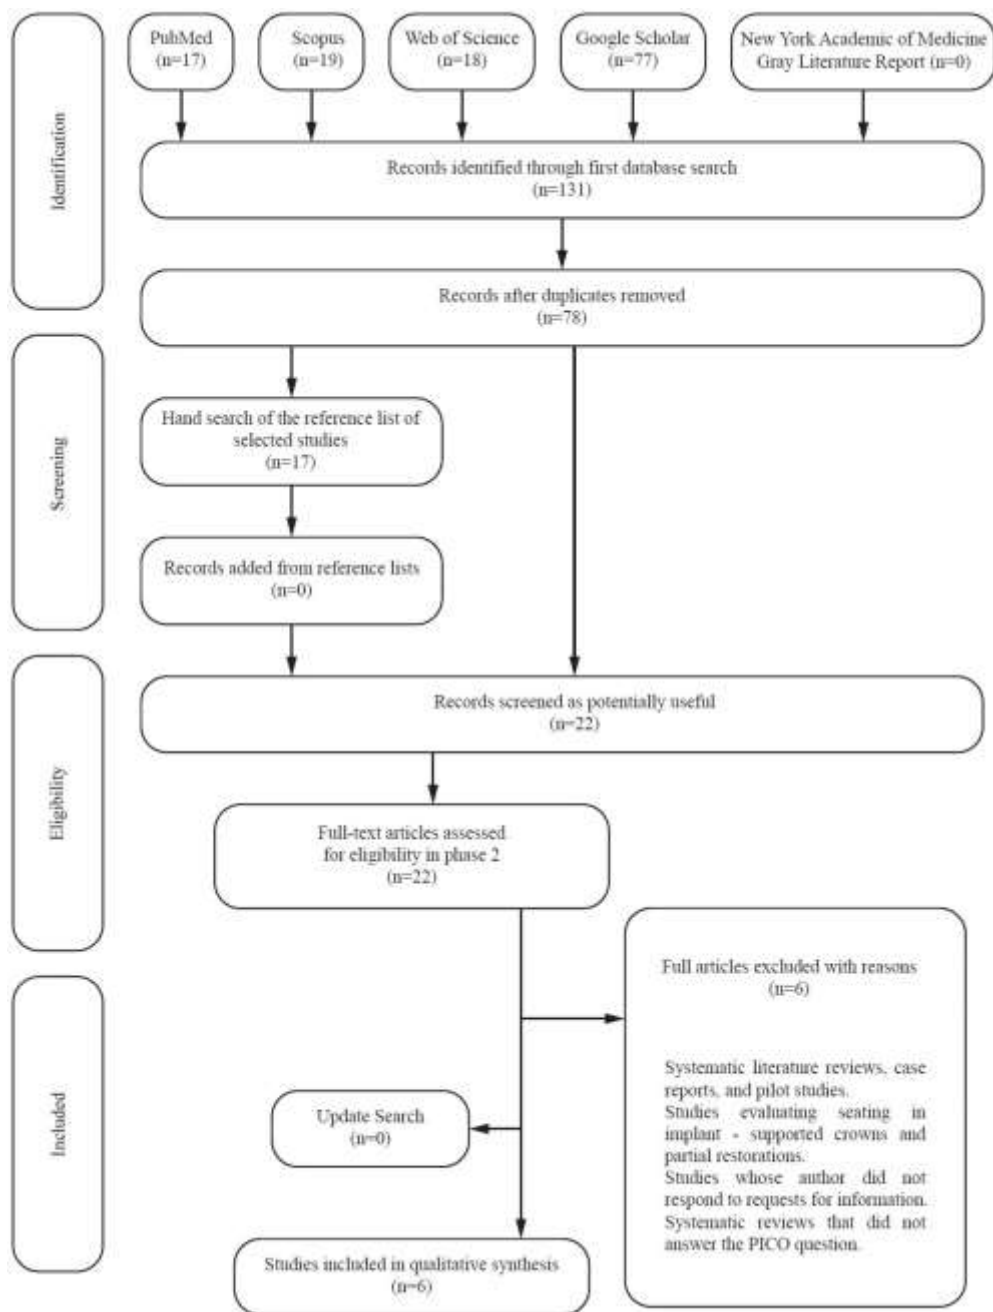 PubMed
(n=17)
Scopus
(n=19)
Web of Science
(n=18)
Google Scholar
(n=77)
New York Academic of Medicine
Gray Literature Report (n=0)
Identification
Records identified through first database search
(n=131)
Records after duplicates removed
(n=78)
Screening
Hand search of the reference list of
selected studies
(n=17)
Records added from reference lists
(n=0)
Eligibility
Records screened as potentially useful
(n=22)
Full-text articles assessed
for eligibility in phase 2
(n=22)
Included
Full articles excluded with reasons
(n=6)
Systematic literature reviews, case
reports, and pilot studies.
Studies evaluating seating in
implant - supported crowns and
partial restorations.
Studies whose author did not
respond to requests for information.
Systematic reviews that did not
answer the PICO question.
Update Search
(n=0)
Studies included in qualitative synthesis
(n=6)